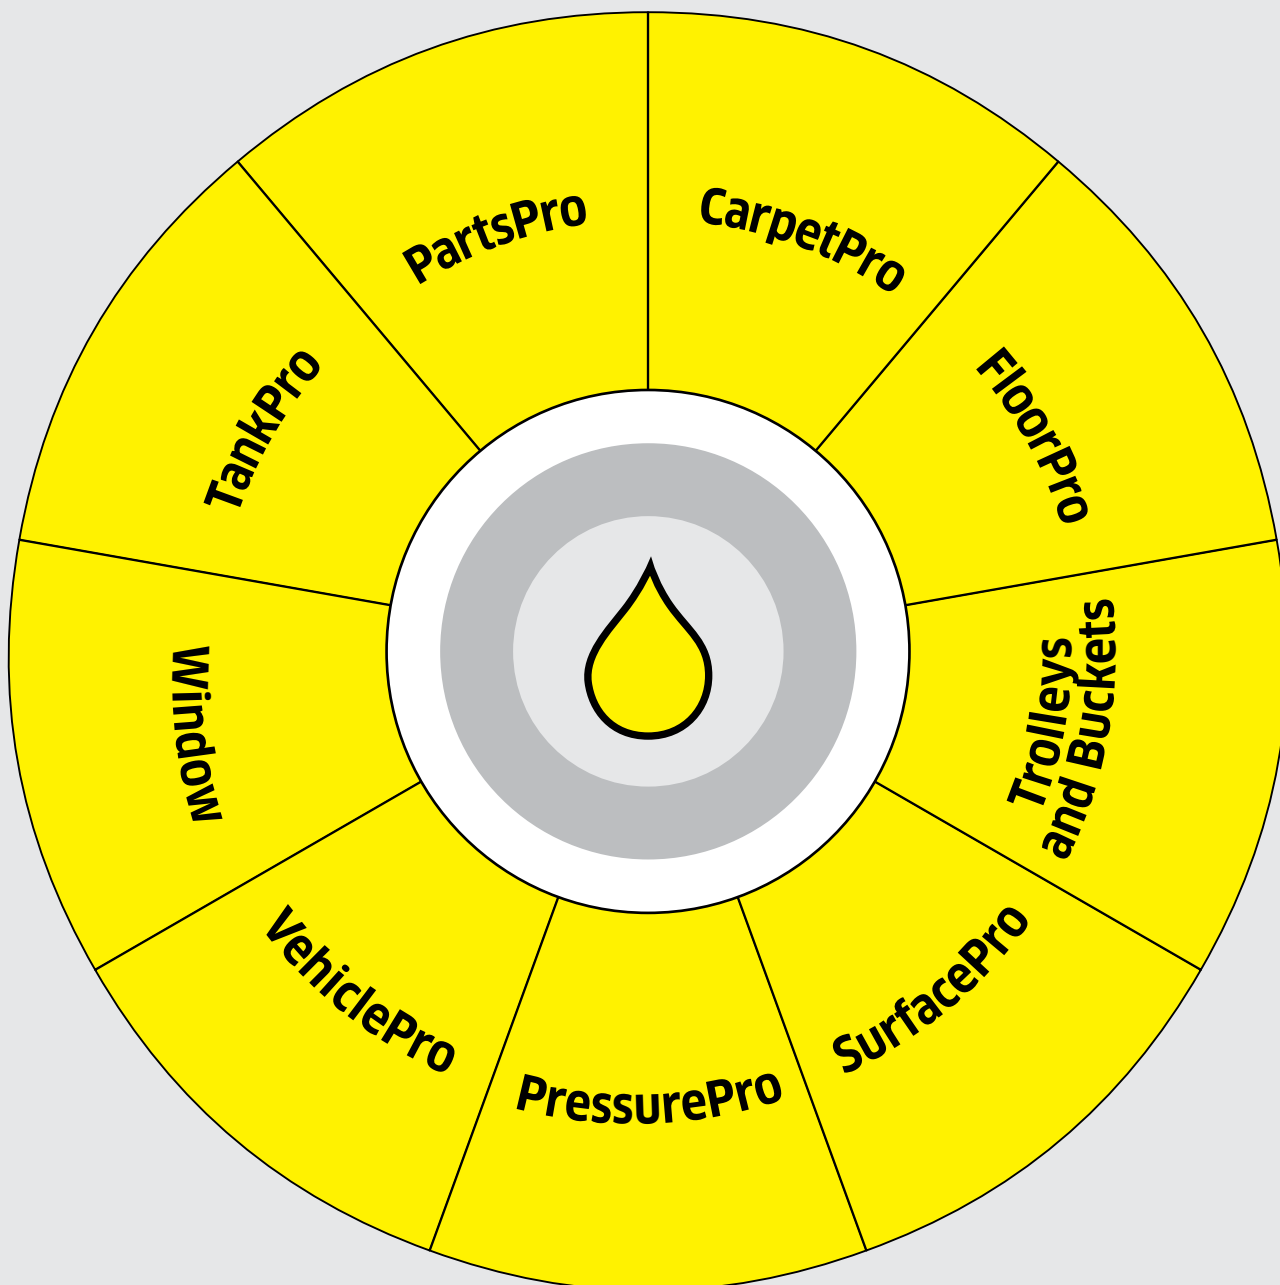 CarpetPro
FloorPro
Trolleys
and Buckets
SurfacePro
PressurePro
VehiclePro
Window
TankPro
PartsPro